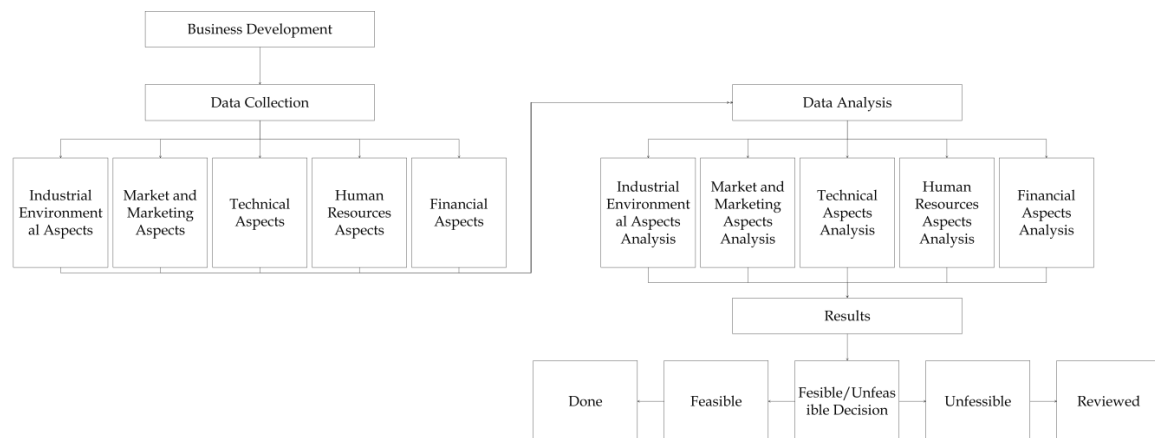 Business Development
Data Collection
Industrial
Environment
al Aspects
Market and
Marketing
Aspects
Technical
Aspects
Human
Resources
Aspects
Financial
Aspects
Data Analysis
Industrial
Environment
al Aspects
Analysis
Market and
Marketing
Aspects
Analysis
Technical
Aspects
Analysis
Human
Resources
Aspects
Analysis
Financial
Aspects
Analysis
Results
Done
Feasible
Fesible/Unfeas
ible Decision
Unfessible
Reviewed